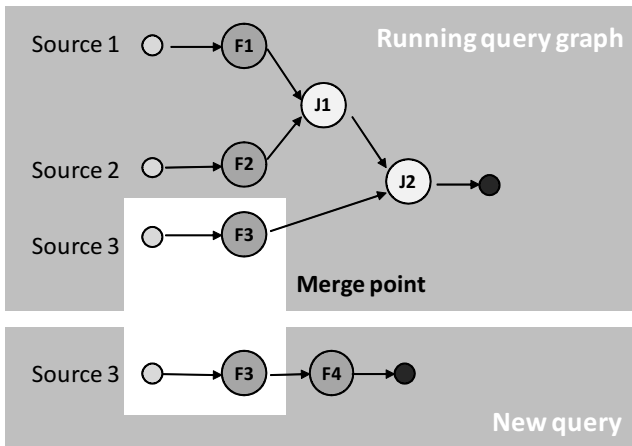 Source 1
F1
Running query graph
J1
Source 2
F2
J2
Source 3
F3
Merge point
Source 3
F3
F4
New query